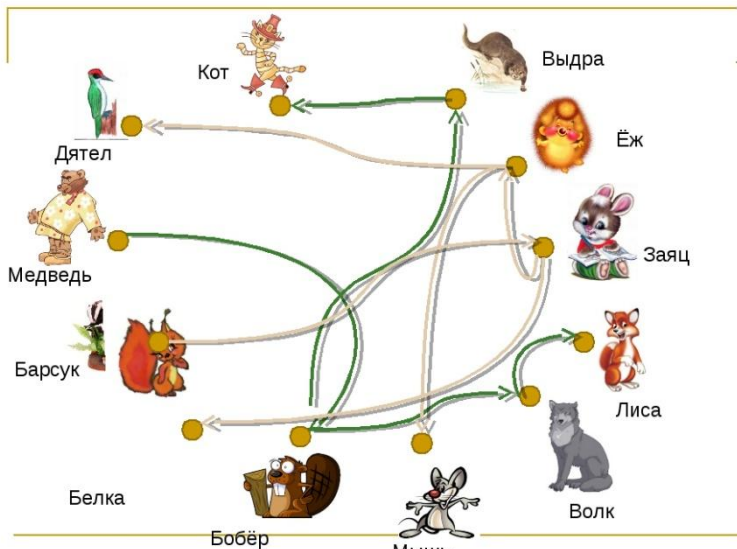 Кот
Выдра
Дятел
Ёж
Медведь
Заяц
Барсук
Лиса
Белка
Волк
Бобёр